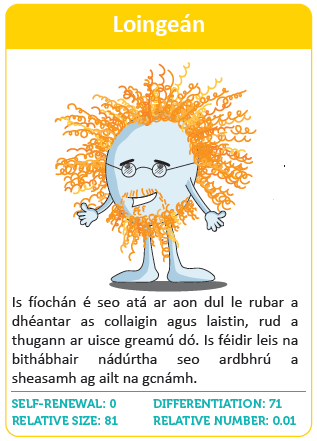 Loingeán
Is fíochán é seo atá ar aon dul le rubar a
dhéantar as collaigin agus laistin, rud a
thugann ar uisce greamú dó. Is féidir leis na
bithábhair nádúrtha seo ardbhrú a
sheasamh ag ailt na gcnámh.
SELF-RENEWAL: 0 DIFFERENTIATION: 71
RELATIVE SIZE: 81 RELATIVE NUMBER: 0.01